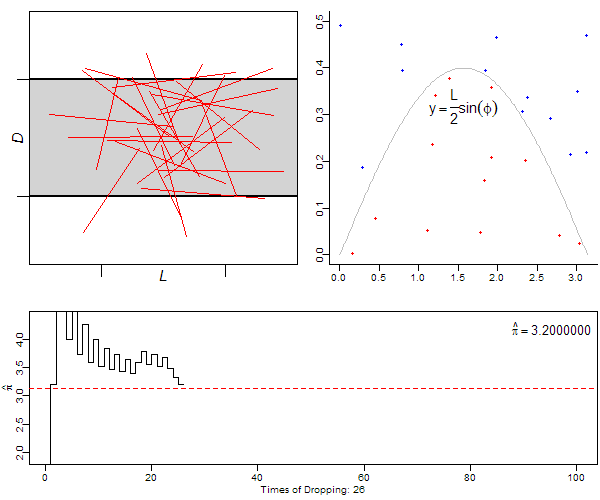 D
L
0.0 0.1 0.2 0.3 0.4 0.5
y = L/2 sin(ϕ)
0.0 0.5 1.0 1.5 2.0 2.5 3.0
π̂
2.0 2.5 3.0 3.5 4.0
π̂ = 3.2000000
0 20 40 60 80 100
Times of Dropping: 26